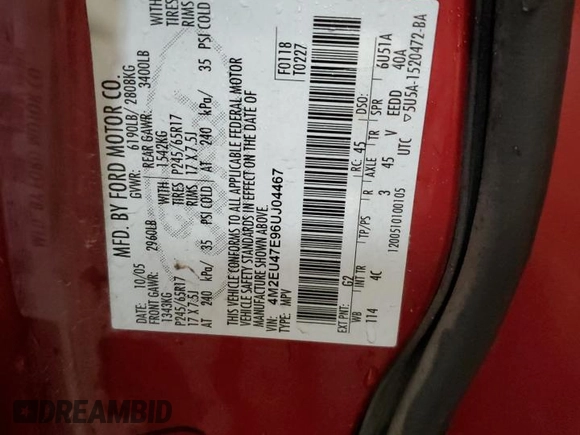 MFD. BY FORD MOTOR CO.
DATE: 10/05 GVWR: 6190LB/ 2808KG
FRONT GAWR: 2960LB REAR GAWR: 3400LB
1343KG WITH 1542KG WITH
P245/65R17 TIRES P245/65R17 TIRES
17 X 7.5J RIMS 17 X 7.5J RIMS
AT 240 kPa/ 35 PSI COLD AT 240 kPa/ 35 PSI COLD
THIS VEHICLE CONFORMS TO ALL APPLICABLE FEDERAL MOTOR
VEHICLE SAFETY STANDARDS IN EFFECT ON THE DATE OF
MANUFACTURE SHOWN ABOVE.
4M2EU47E96UJ04467 F0118
TYPE: MPV T0227
EXT PNT: G2 RC: 45 DSO: 6U51A
WB INT TR TP/PS R AXLE TR SPR 40A
114 4C 3 45 V EEDD
1200510100105 UTC ▽5U5A-1520472-BA
DREAMBID